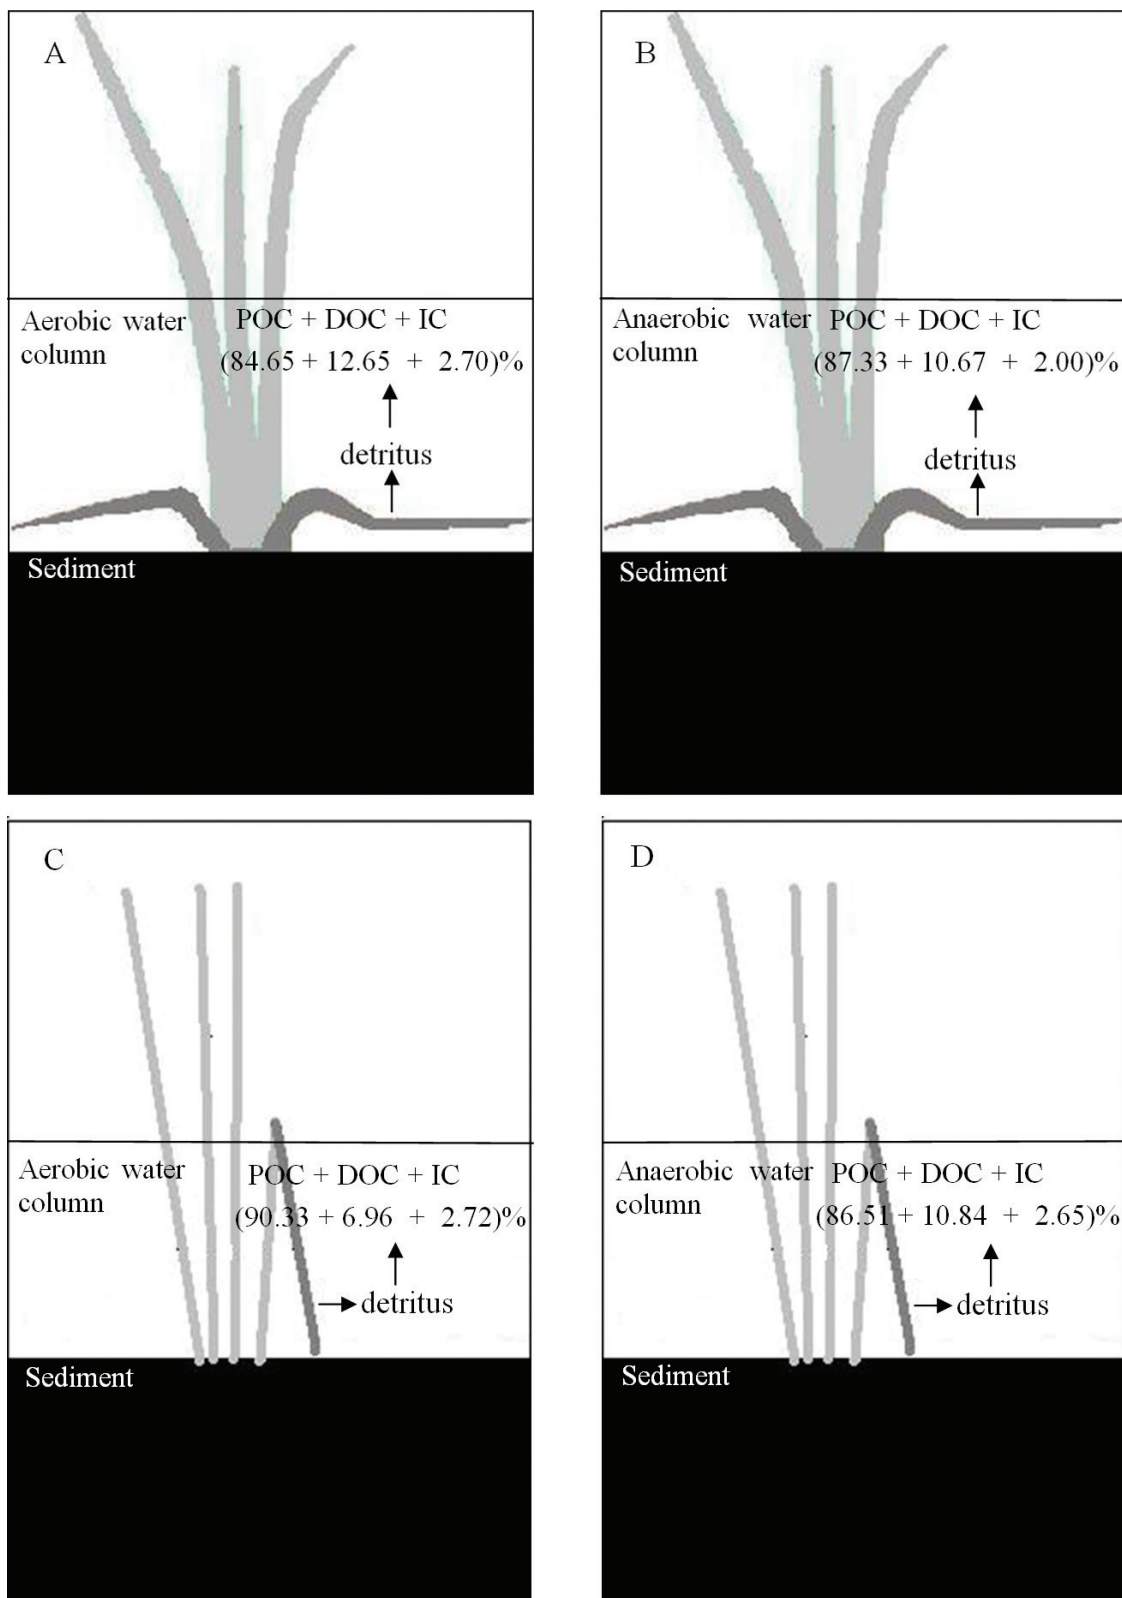 A
Aerobic water column
POC + DOC + IC
(84.65 + 12.65 + 2.70)%
detritus
Sediment
B
Anaerobic water column
POC + DOC + IC
(87.33 + 10.67 + 2.00)%
detritus
Sediment
C
Aerobic water column
POC + DOC + IC
(90.33 + 6.96 + 2.72)%
detritus
Sediment
D
Anaerobic water column
POC + DOC + IC
(86.51 + 10.84 + 2.65)%
detritus
Sediment